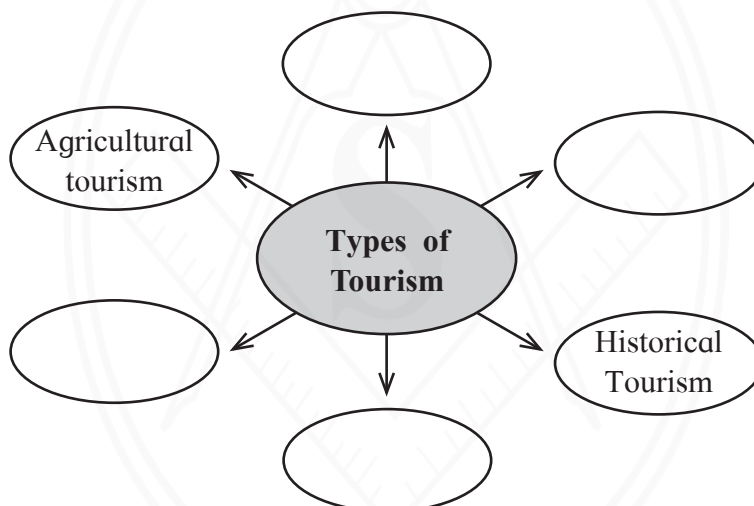 Agricultural
tourism
Types of
Tourism
Historical
Tourism